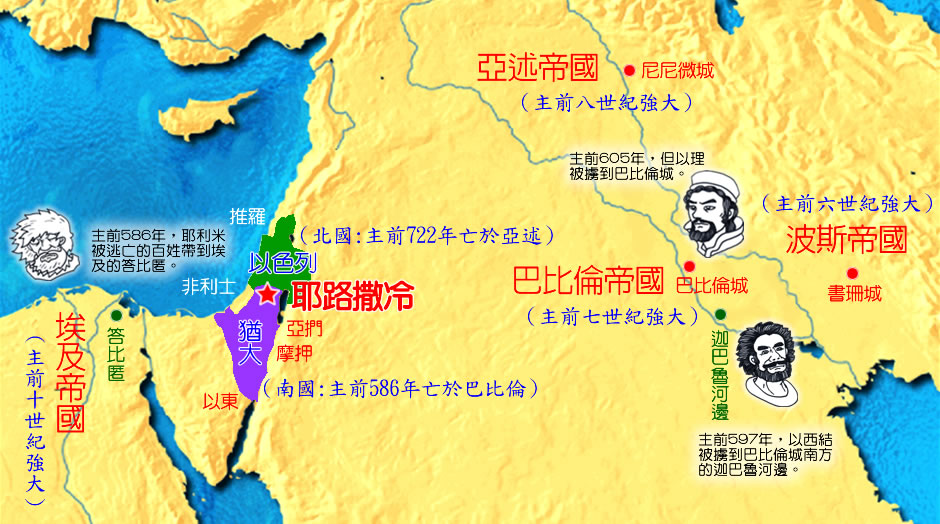 亞述帝國
尼尼微城
（主前八世紀強大）
主前605年，但以理
被擄到巴比倫城。
（主前六世紀強大）
波斯帝國
書珊城
推羅
（北國:主前722年亡於亞述）
主前586年，耶利米
被逃亡的百姓帶到埃
及的答比匿。
以色列
非利士
耶路撒冷
巴比倫帝國
巴比倫城
（主前七世紀強大）
埃及帝國
（主前十世紀強大）
答比匿
猶大
亞捫
摩押
以東
（南國:主前586年亡於巴比倫）
迦巴魯河邊
主前597年，以西結
被擄到巴比倫城南方
的迦巴魯河邊。